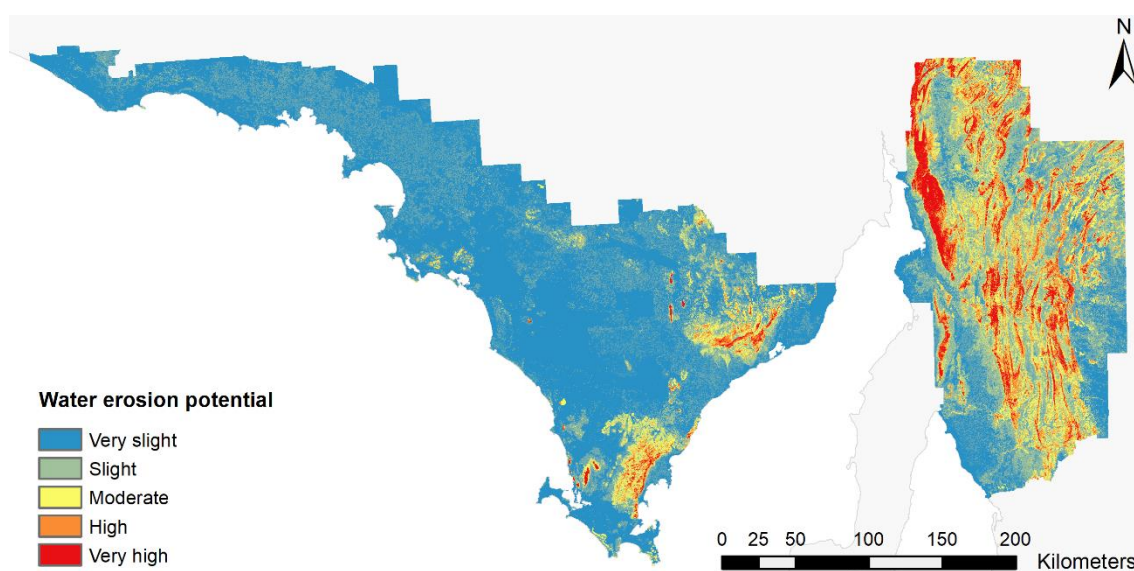 N
Water erosion potential
Very slight
Slight
Moderate
High
Very high
0 25 50 100 150 200
Kilometers